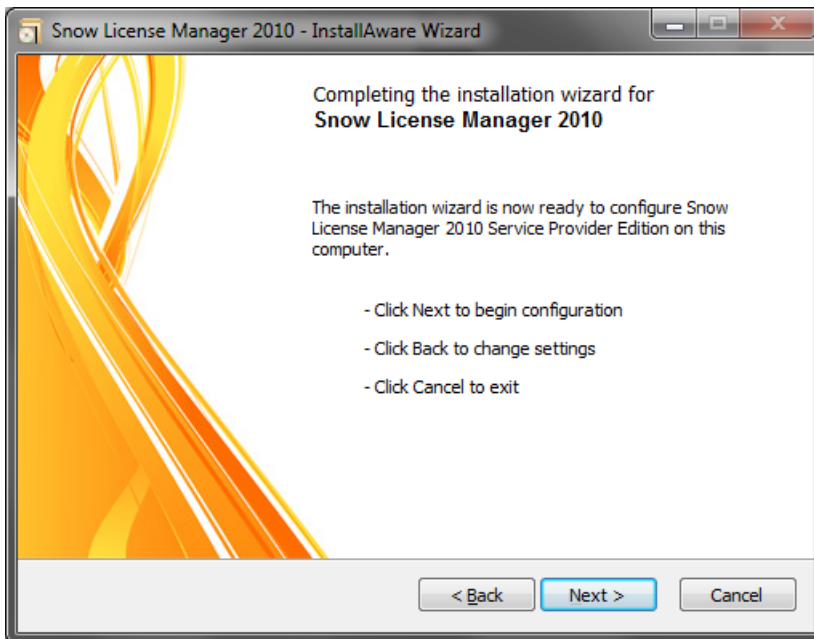 Snow License Manager 2010 - InstallAware Wizard
Completing the installation wizard for
Snow License Manager 2010
The installation wizard is now ready to configure Snow
License Manager 2010 Service Provider Edition on this
computer.
- Click Next to begin configuration
- Click Back to change settings
- Click Cancel to exit
< Back
Next >
Cancel